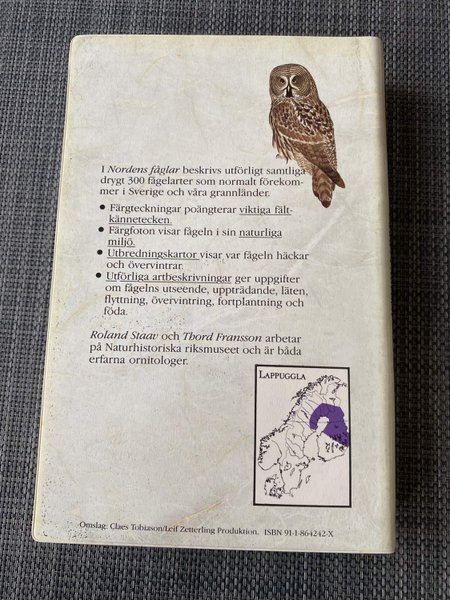 I Nordens fåglar beskrivs utförligt samtliga
drygt 300 fågelarter som normalt förekom-
mer i Sverige och våra grannländer.
• Färgteckningar poängterar viktiga fält-
kännetecken.
• Färgfoton visar fågeln i sin naturliga
miljö.
• Utbredningskartor visar var fågeln häckar
och övervintrar.
• Utförliga artbeskrivningar ger uppgifter
om fågelns utseende, uppträdande, läten,
flyttning, övervintring, fortplantning och
föda.
Roland Staav och Thord Fransson arbetar
på Naturhistoriska riksmuseet och är båda
erfarna ornitologer.
LAPPUGGLA
Omslag: Claes Tobiason/Leif Zetterling Produktion. ISBN 91-1-864242-X